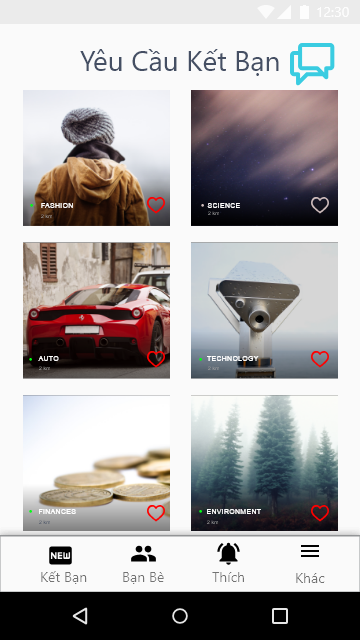 12:30
Yêu Cầu Kết Bạn
FASHION
2 km
SCIENCE
2 km
AUTO
2 km
TECHNOLOGY
2 km
FINANCES
2 km
ENVIRONMENT
2 km
NEW
Kết Bạn
Bạn Bè
Thích
Khác